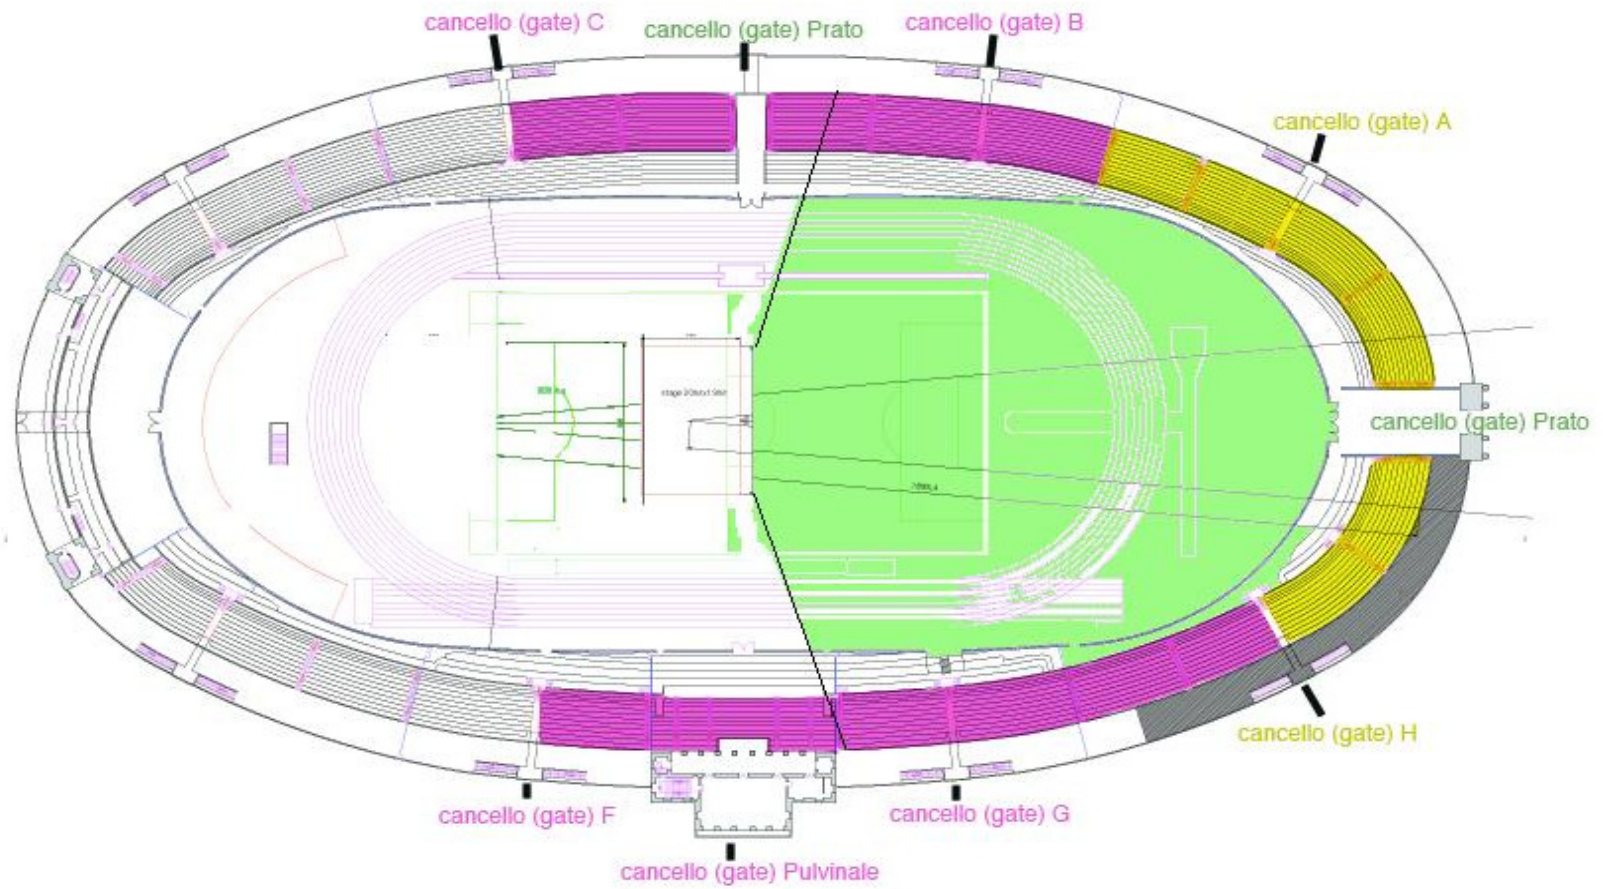 cancello (gate) C
cancello (gate) Prato
cancello (gate) B
cancello (gate) A
cancello (gate) Prato
cancello (gate) H
cancello (gate) F
cancello (gate) G
cancello (gate) Pulvinale